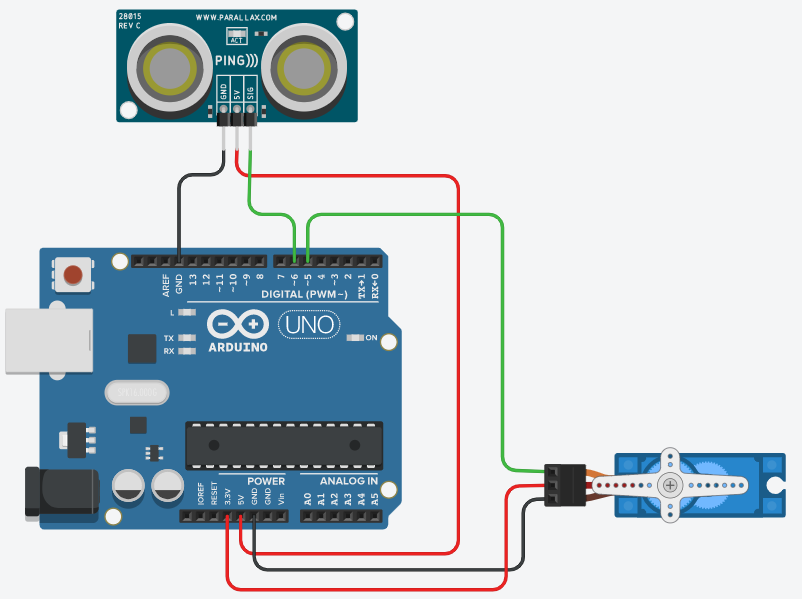 28015
REV C
WWW.PARALLAX.COM
ACT
PING)))
GND
5V
SIG
AREF
GND
13
12
~11
~10
~9
8
7
~6
~5
4
~3
2
TX→1
RX←0
DIGITAL (PWM~)
L
TX
RX
ARDUINO
UNO
ON
POWER
ANALOG IN
IOREF
RESET
3.3V
5V
GND
GND
Vin
A0
A1
A2
A3
A4
A5